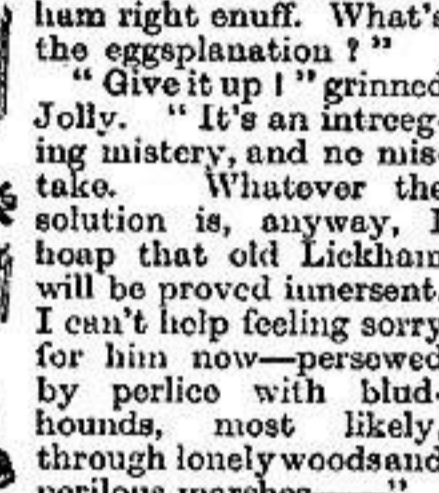 ham right enuff. What's
the eggsplanation ? "
" Give it up ! " grinned
Jolly. " It's an intreeg-
ing mistery, and no mis-
take. Whatever the
solution is, anyway, I
hoap that old Lickham
will be proved innersent.
I can't help feeling sorry
for him now—persewed
by perlice with blud-
hounds, most likely,
through lonely woods and
perilous marshes—— "